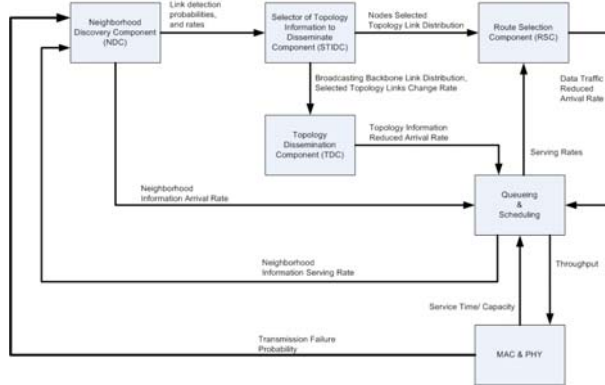 Neighborhood
Discovery Component
(NDC)
Link detection
probabilities,
and rates
Selector of Topology
Information to
Disseminate
Component (STIDC)
Nodes Selected
Topology Link Distribution
Route Selection
Component (RSC)
Data Traffic
Reduced
Arrival Rate
Broadcasting Backbone Link Distribution,
Selected Topology Links Change Rate
Topology
Dissemination
Component (TDC)
Topology Information
Reduced Arrival Rate
Serving Rates
Neighborhood
Information Arrival Rate
Queueing
&
Scheduling
Neighborhood
Information Serving Rate
Throughput
Service Time/ Capacity
Transmission Failure
Probability
MAC & PHY